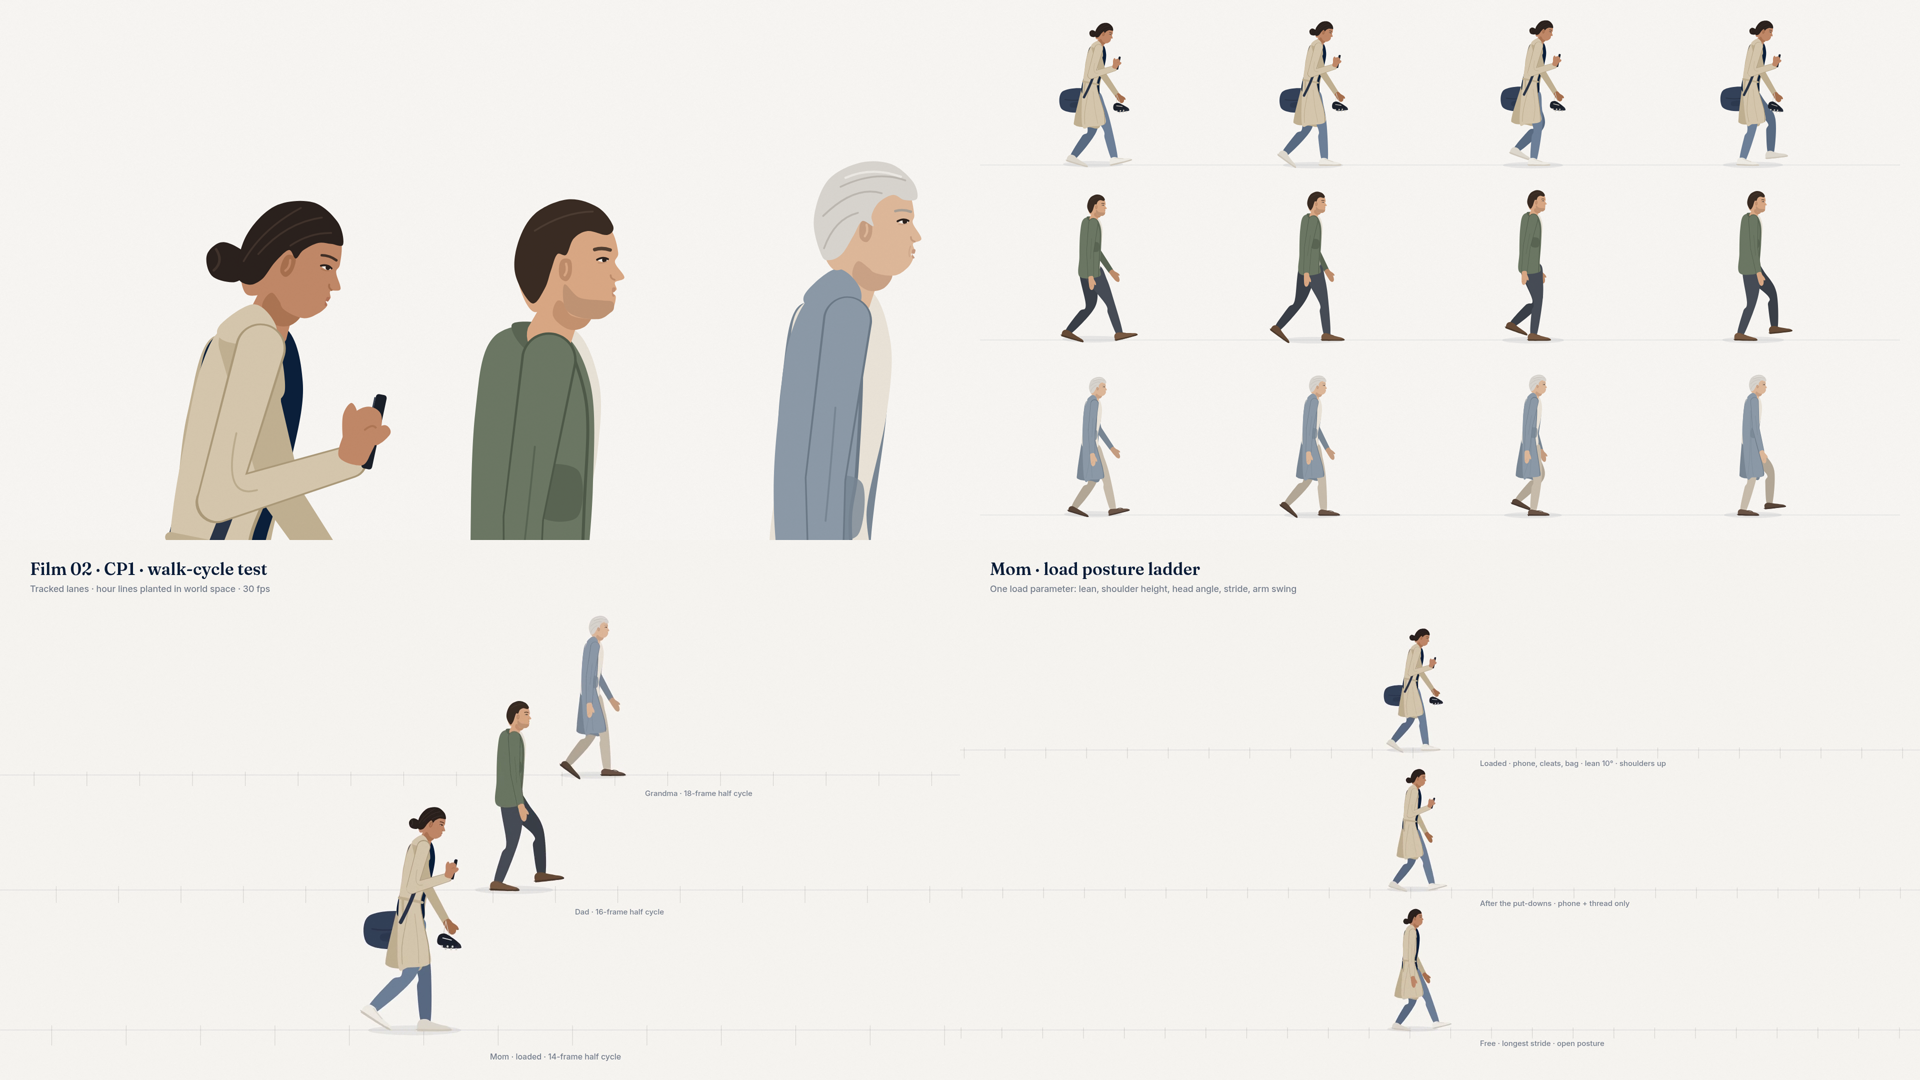 Film 02 · CP1 · walk-cycle test
Tracked lanes · hour lines planted in world space · 30 fps
Grandma · 18-frame half cycle
Dad · 16-frame half cycle
Mom · loaded · 14-frame half cycle
Mom · load posture ladder
One load parameter: lean, shoulder height, head angle, stride, arm swing
Loaded · phone, cleats, bag · lean 10° · shoulders up
After the put-downs · phone + thread only
Free · longest stride · open posture